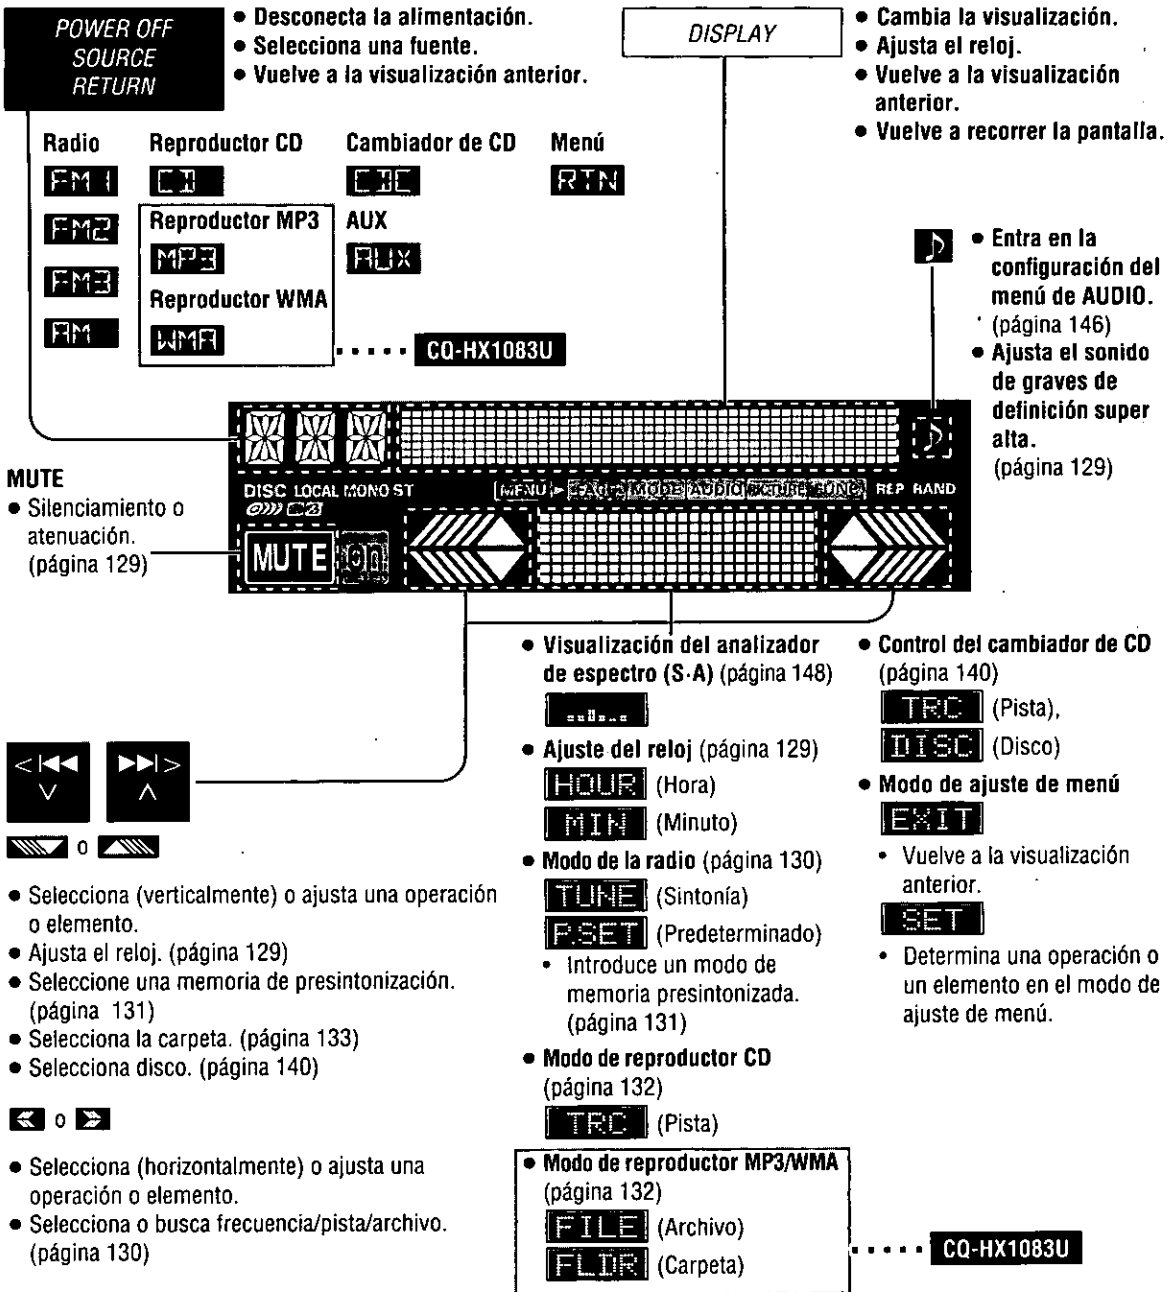 POWER OFF
SOURCE
RETURN
● Desconecta la alimentación.
● Selecciona una fuente.
● Vuelve a la visualización anterior.
DISPLAY
● Cambia la visualización.
● Ajusta el reloj.
● Vuelve a la visualización
anterior.
● Vuelve a recorrer la pantalla.
Radio
FM1
FM2
FM3
AM
Reproductor CD
CD
Reproductor MP3
MP3
Reproductor WMA
WMA
CQ-HX1083U
Cambiador de CD
CDC
AUX
AUX
Menú
RTN
♪
● Entra en la
configuración del
menú de AUDIO.
(página 146)
● Ajusta el sonido
de graves de
definición super
alta.
(página 129)
♪
DISC LOCAL MONO ST
MENU MODE AUDIO PICTURE FUNC REP RAND
MUTE on
MUTE
• Silenciamiento o
atenuación.
(página 129)
● Visualización del analizador
de espectro (S·A) (página 148)
● Ajuste del reloj (página 129)
HOUR (Hora)
MIN (Minuto)
● Modo de la radio (página 130)
TUNE (Sintonía)
P.SET (Predeterminado)
• Introduce un modo de
memoria presintonizada.
(página 131)
● Modo de reproductor CD
(página 132)
TRC (Pista)
● Modo de reproductor MP3/WMA
(página 132)
FILE (Archivo)
FLDR (Carpeta)
CQ-HX1083U
● Control del cambiador de CD
(página 140)
TRC (Pista),
DISC (Disco)
● Modo de ajuste de menú
EXIT
• Vuelve a la visualización
anterior.
SET
• Determina una operación o
un elemento en el modo de
ajuste de menú.
o
● Selecciona (verticalmente) o ajusta una operación
o elemento.
● Ajusta el reloj. (página 129)
● Seleccione una memoria de presintonización.
(página 131)
● Selecciona la carpeta. (página 133)
● Selecciona disco. (página 140)
o
● Selecciona (horizontalmente) o ajusta una
operación o elemento.
● Selecciona o busca frecuencia/pista/archivo.
(página 130)